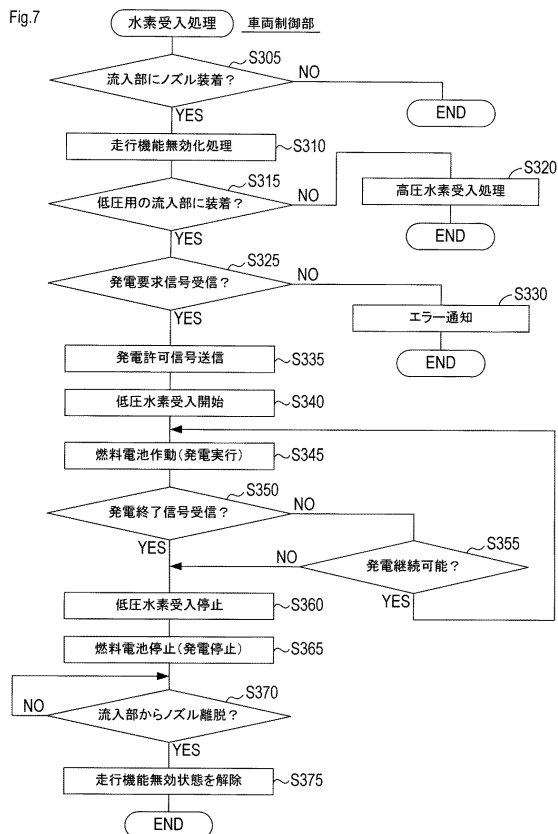 Fig.7
水素受入処理
車両制御部
S305
流入部にノズル装着？
NO
END
YES
走行機能無効化処理
S310
S315
低圧用の流入部に装着？
NO
S320
高圧水素受入処理
END
YES
S325
発電要求信号受信？
NO
S330
エラー通知
END
YES
発電許可信号送信
S335
低圧水素受入開始
S340
燃料電池作動(発電実行)
S345
S350
発電終了信号受信？
NO
YES
S355
発電継続可能？
NO
YES
低圧水素受入停止
S360
燃料電池停止(発電停止)
S365
S370
流入部からノズル離脱？
NO
YES
走行機能無効状態を解除
S375
END